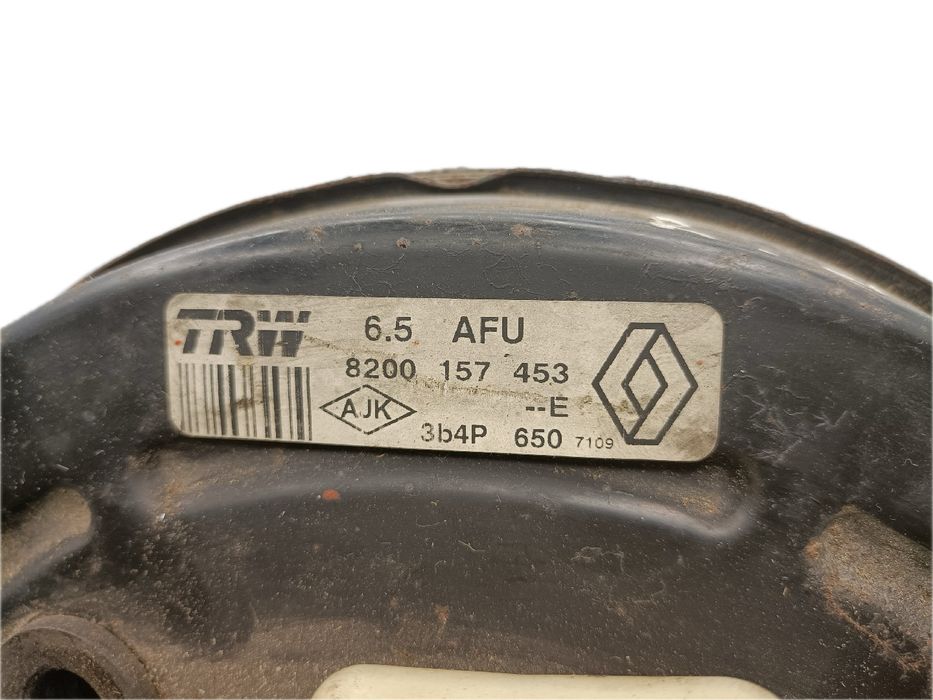 TRW 6.5 AFU
8200 157 453
AJK --E
3b4P 650 7109